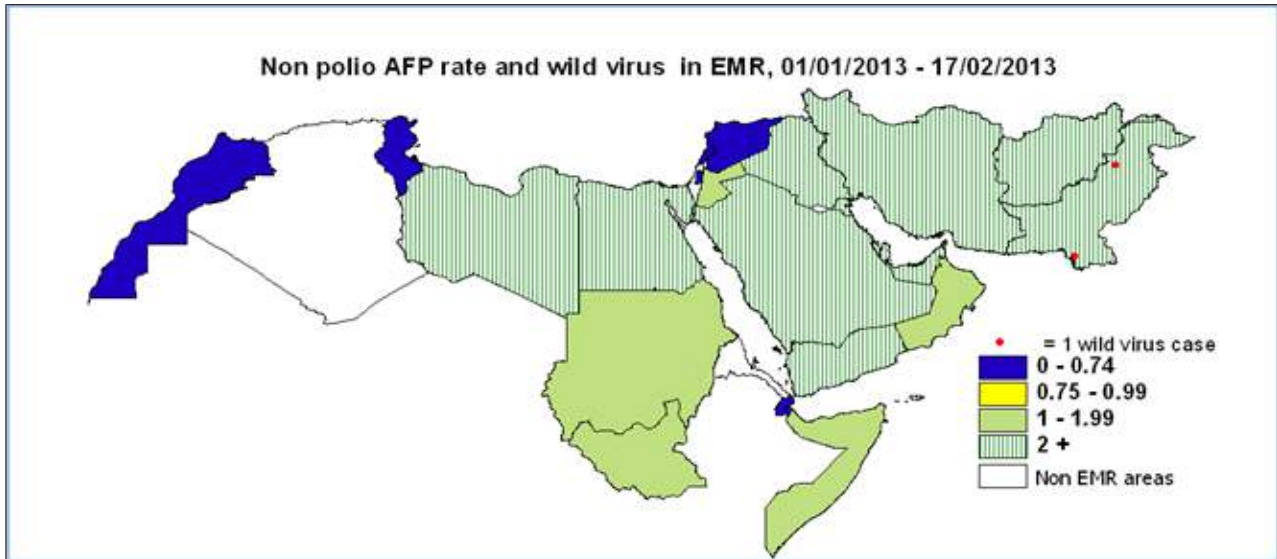 Non polio AFP rate and wild virus in EMR, 01/01/2013 - 17/02/2013
= 1 wild virus case
0 - 0.74
0.75 - 0.99
1 - 1.99
2 +
Non EMR areas